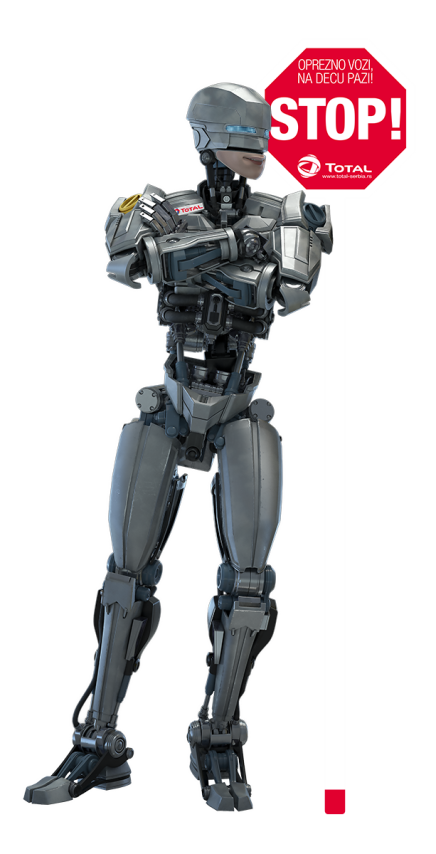 OPREZNO VOZI,
NA DECU PAZI!
STOP!
TOTAL
www.total-serbia.rs
TOTAL